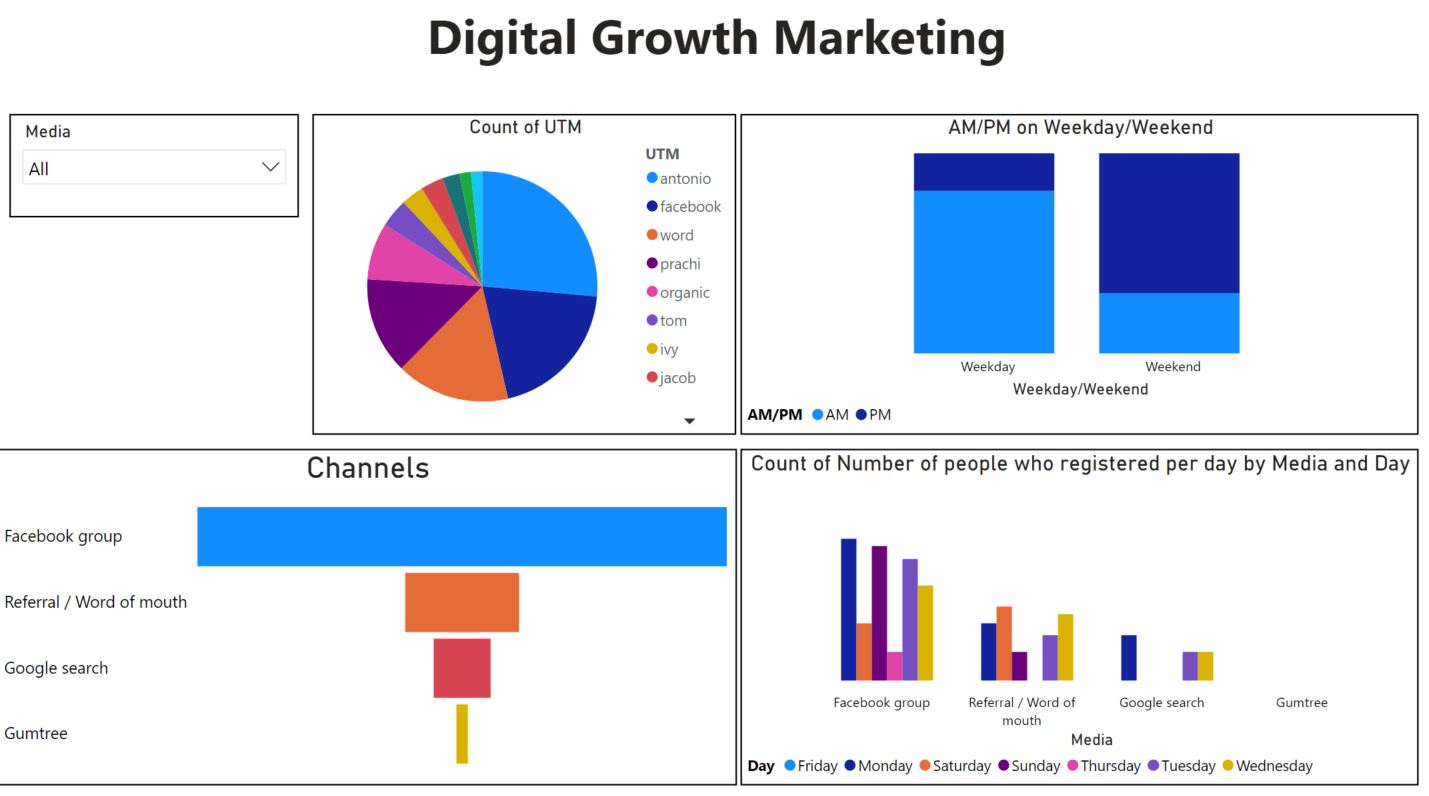 Digital Growth Marketing
Media
All
Count of UTM
UTM
antonio
facebook
word
prachi
organic
tom
ivy
jacob
AM/PM on Weekday/Weekend
Weekday Weekend
Weekday/Weekend
AM/PM AM PM
Channels
Facebook group
Referral / Word of mouth
Google search
Gumtree
Count of Number of people who registered per day by Media and Day
Facebook group Referral / Word of Google search Gumtree
mouth
Media
Day Friday Monday Saturday Sunday Thursday Tuesday Wednesday